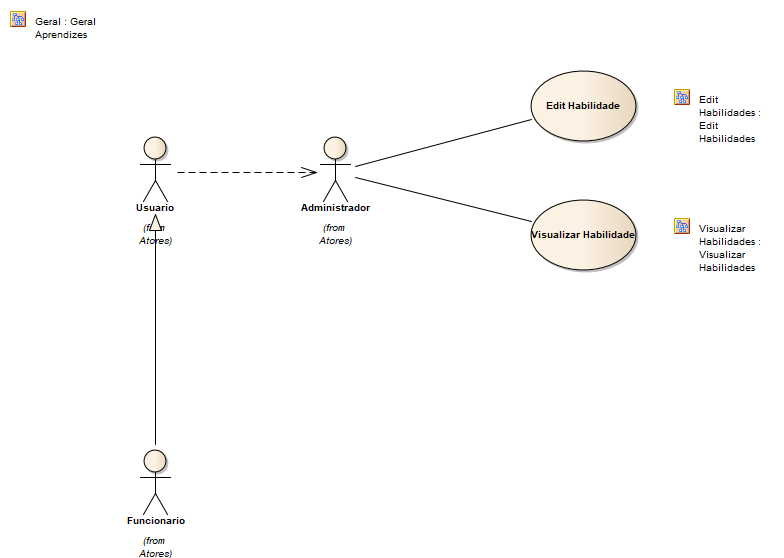 Geral : Geral
Aprendizes
Edit Habilidade
Edit
Habilidades :
Edit
Habilidades
Usuario
(from
Atores)
Administrador
(from
Atores)
Visualizar Habilidade
Visualizar
Habilidades :
Visualizar
Habilidades
Funcionario
(from
Atores)